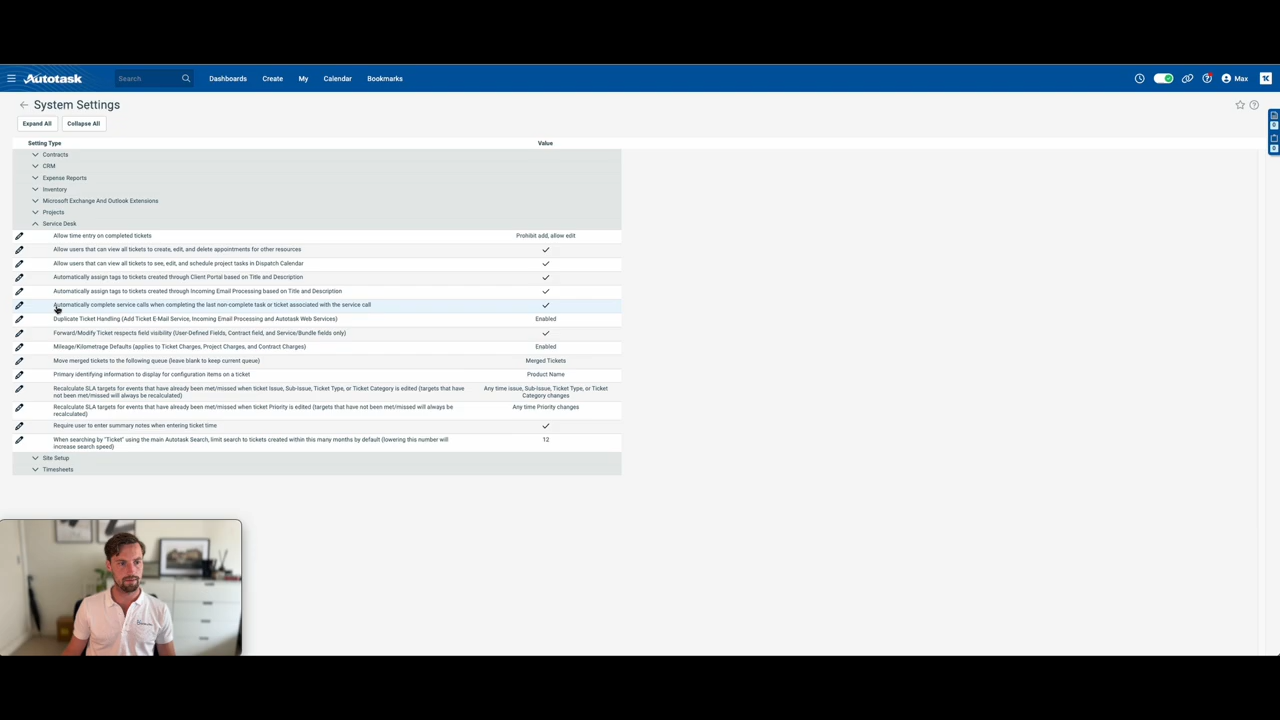 Autotask
Search
Dashboards
Create
My
Calendar
Bookmarks
Max
System Settings
Expand All
Collapse All
Setting Type
Value
Contracts
CRM
Expense Reports
Inventory
Microsoft Exchange And Outlook Extensions
Projects
Service Desk
Allow time entry on completed tickets
Prohibit add, allow edit
Allow users that can view all tickets to create, edit, and delete appointments for other resources
Allow users that can view all tickets to see, edit, and schedule project tasks in Dispatch Calendar
Automatically assign tags to tickets created through Client Portal based on Title and Description
Automatically assign tags to tickets created through Incoming Email Processing based on Title and Description
Automatically complete service calls when completing the last non-complete task or ticket associated with the service call
Duplicate Ticket Handling (Add Ticket E-Mail Service, Incoming Email Processing and Autotask Web Services)
Enabled
Forward/Modify Ticket respects field visibility (User-Defined Fields, Contract field, and Service/Bundle fields only)
Mileage/Kilometrage Defaults (applies to Ticket Charges, Project Charges, and Contract Charges)
Enabled
Move merged tickets to the following queue (leave blank to keep current queue)
Merged Tickets
Primary identifying information to display for configuration items on a ticket
Product Name
Recalculate SLA targets for events that have already been met/missed when ticket Issue, Sub-Issue, Ticket Type, or Ticket Category is edited (targets that have
not been met/missed will always be recalculated)
Any time issue, Sub-Issue, Ticket Type, or Ticket
Category changes
Recalculate SLA targets for events that have already been met/missed when ticket Priority is edited (targets that have not been met/missed will always be
recalculated)
Any time Priority changes
Require user to enter summary notes when entering ticket time
When searching by "Ticket" using the main Autotask Search, limit search to tickets created within this many months by default (lowering this number will
increase search speed)
12
Site Setup
Timesheets